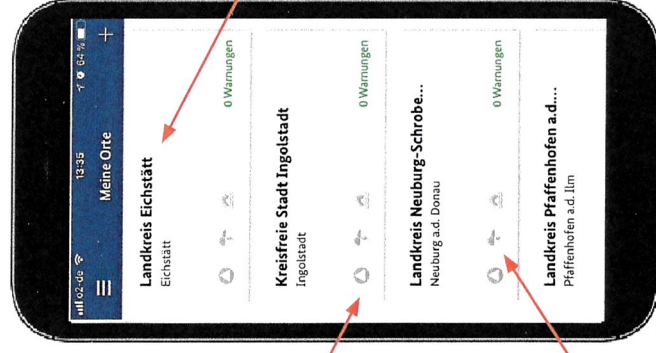 o2-de 13:35 64 %
Meine Orte
Landkreis Eichstätt
Eichstätt
0 Warnungen
Kreisfreie Stadt Ingolstadt
Ingolstadt
0 Warnungen
Landkreis Neuburg-Schrobe...
Neuburg a.d. Donau
0 Warnungen
Landkreis Pfaffenhofen a.d....
Pfaffenhofen a.d. Ilm